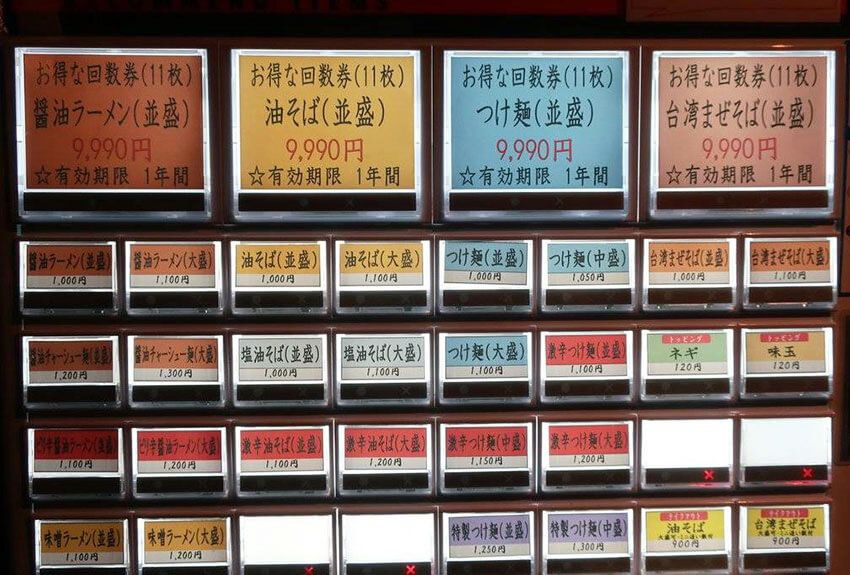 お得な回数券(11枚)
醤油ラーメン(並盛)
9,990円
☆有効期限 1年間
お得な回数券(11枚)
油そば(並盛)
9,990円
☆有効期限 1年間
お得な回数券(11枚)
つけ麺(並盛)
9,990円
☆有効期限 1年間
お得な回数券(11枚)
台湾まぜそば(並盛)
9,990円
☆有効期限 1年間
醤油ラーメン(並盛)
1,000円
醤油ラーメン(大盛)
1,100円
油そば(並盛)
1,000円
油そば(大盛)
1,100円
つけ麺(並盛)
1,000円
つけ麺(中盛)
1,050円
台湾まぜそば(並盛)
1,000円
台湾まぜそば(大盛)
1,100円
醤油チャーシュー麺(並盛)
1,200円
醤油チャーシュー麺(大盛)
1,300円
塩油そば(並盛)
1,000円
塩油そば(大盛)
1,100円
つけ麺(大盛)
1,100円
激辛つけ麺(並盛)
1,100円
トッピング
ネギ
120円
トッピング
味玉
120円
ピリ辛醤油ラーメン(並盛)
1,100円
ピリ辛醤油ラーメン(大盛)
1,200円
激辛油そば(並盛)
1,100円
激辛油そば(大盛)
1,200円
激辛つけ麺(中盛)
1,150円
激辛つけ麺(大盛)
1,200円
味噌ラーメン(並盛)
1,100円
味噌ラーメン(大盛)
1,200円
特製つけ麺(並盛)
1,250円
特製つけ麺(中盛)
1,300円
テイクアウト
油そば
900円
テイクアウト
台湾まぜそば
900円